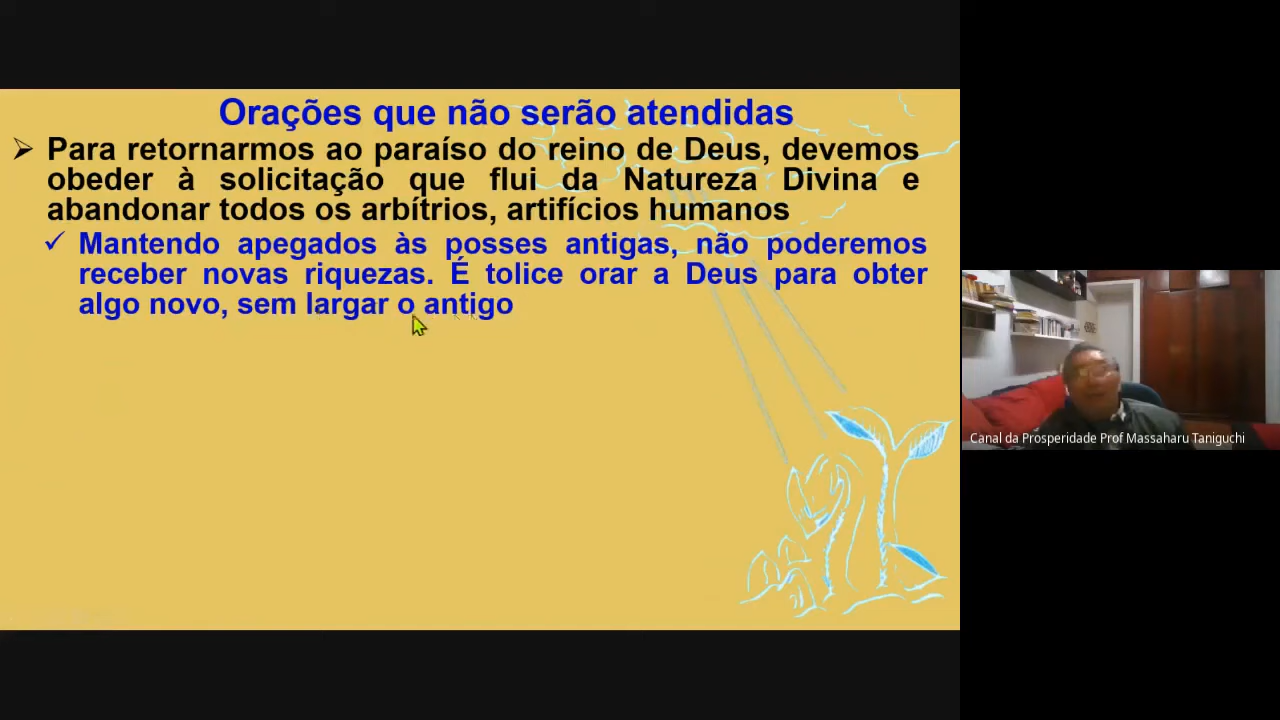 Orações que não serão atendidas
➢ Para retornarmos ao paraíso do reino de Deus, devemos
obeder à solicitação que flui da Natureza Divina e
abandonar todos os arbítrios, artifícios humanos
✓ Mantendo apegados às posses antigas, não poderemos
receber novas riquezas. É tolice orar a Deus para obter
algo novo, sem largar o antigo
Canal da Prosperidade Prof Massaharu Taniguchi